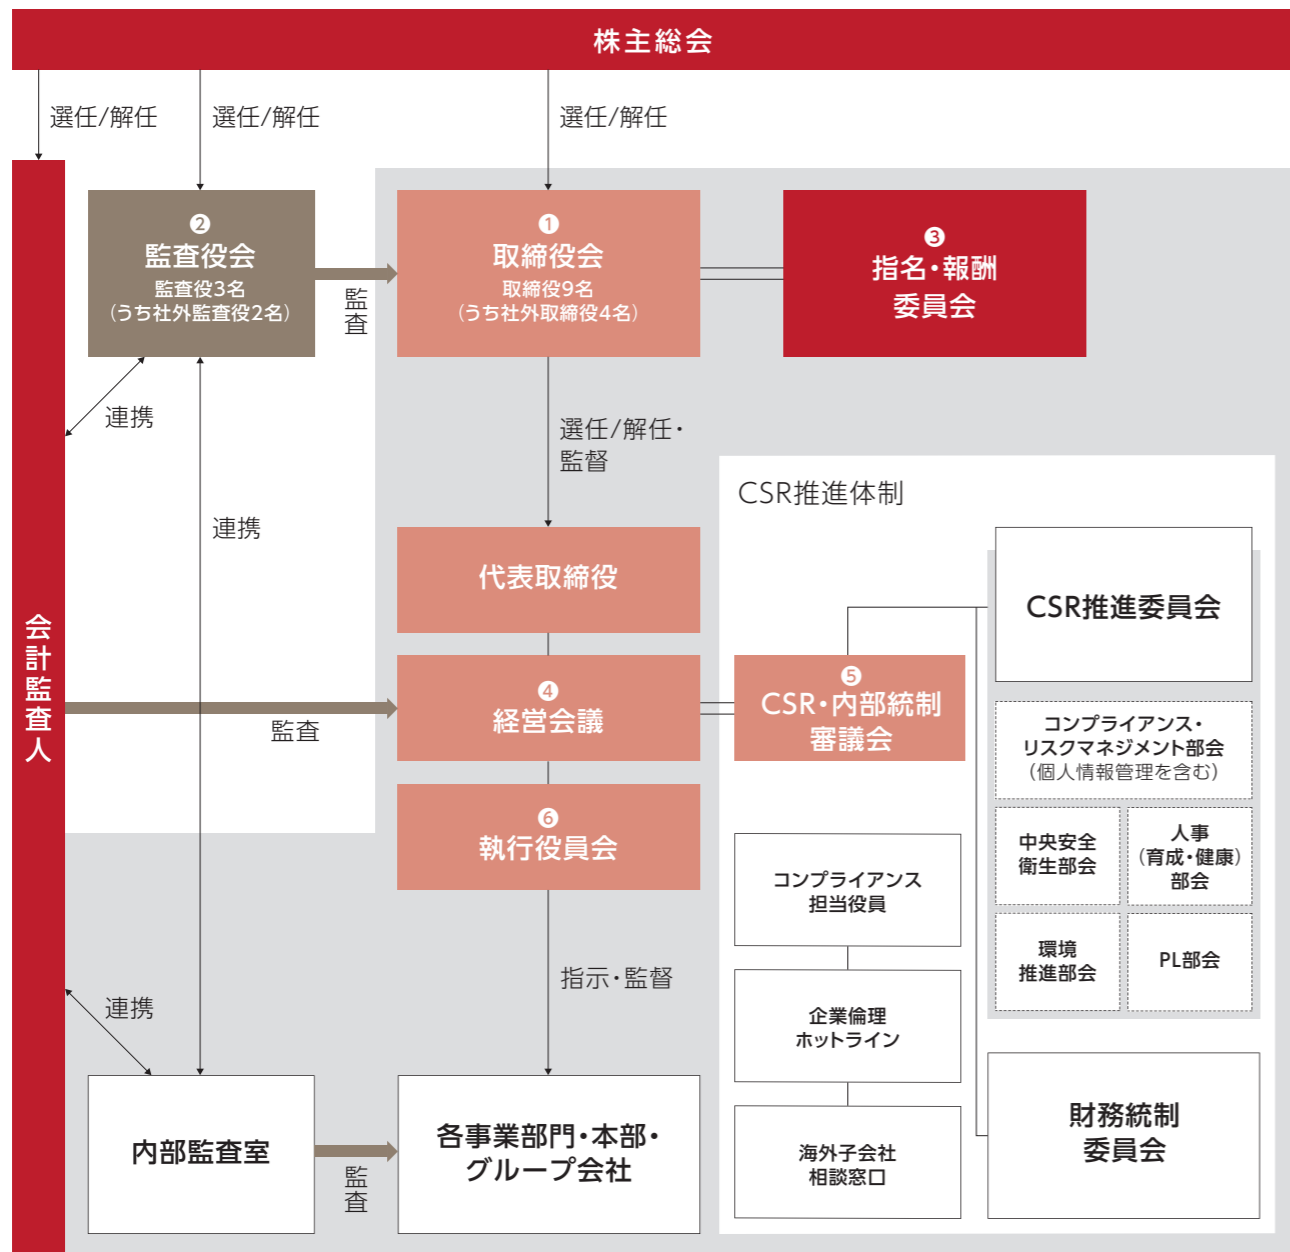 株主総会
選任/解任
選任/解任
選任/解任
会計監査人
❷
監査役会
監査役3名
（うち社外監査役2名）
監査
❶
取締役会
取締役9名
（うち社外取締役4名）
❸
指名・報酬
委員会
連携
連携
選任/解任・
監督
代表取締役
監査
❹
経営会議
❻
執行役員会
指示・監督
連携
内部監査室
監査
各事業部門・本部・
グループ会社
CSR推進体制
❺
CSR・内部統制
審議会
CSR推進委員会
コンプライアンス・
リスクマネジメント部会
（個人情報管理を含む）
中央安全
衛生部会
人事
（育成・健康）
部会
環境
推進部会
PL部会
コンプライアンス
担当役員
企業倫理
ホットライン
海外子会社
相談窓口
財務統制
委員会